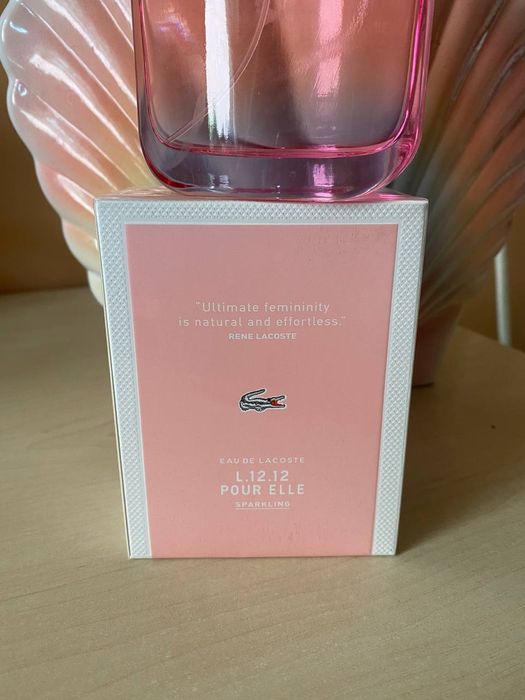 "Ultimate femininity
is natural and effortless."
RENE LACOSTE
EAU DE LACOSTE
L.12.12
POUR ELLE
SPARKLING